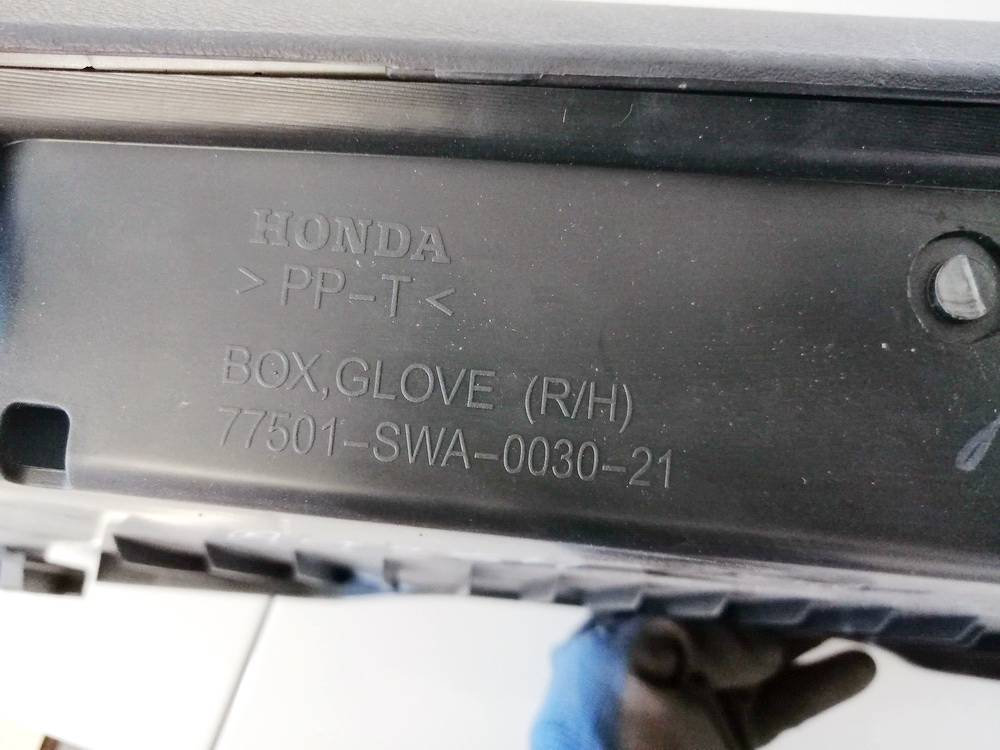 HONDA
>PP-T<
BOX,GLOVE (R/H)
77501-SWA-0030-21